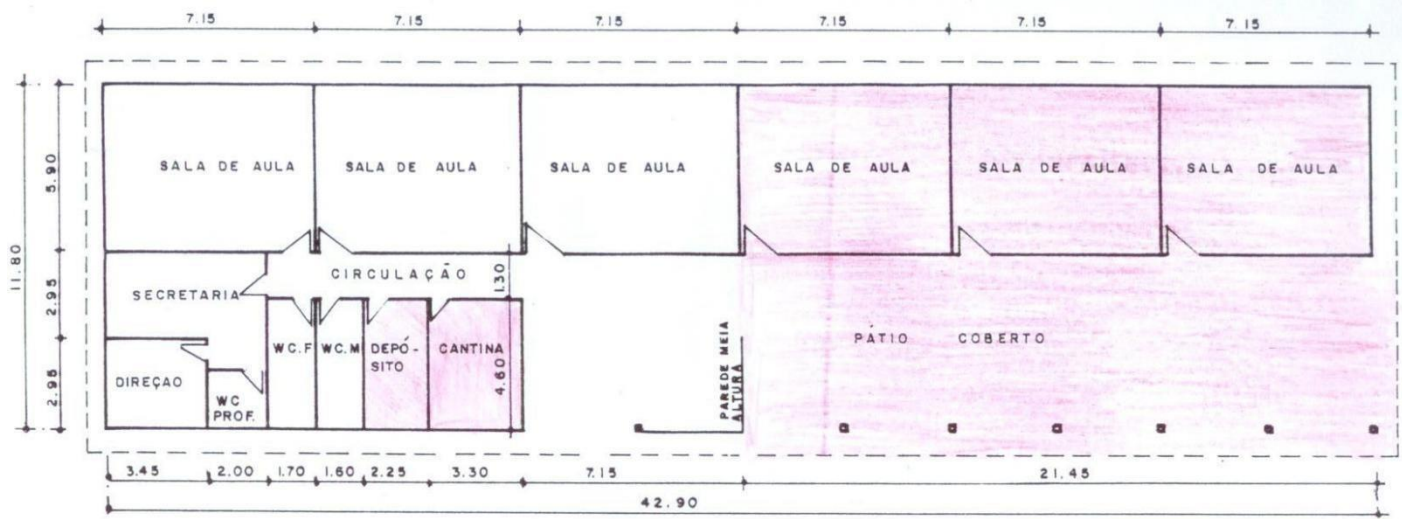 7.15 7.15 7.15 7.15 7.15 7.15
11.80
5.90
2.95
2.95
SALA DE AULA SALA DE AULA SALA DE AULA SALA DE AULA SALA DE AULA SALA DE AULA
CIRCULAÇÃO
1.30
SECRETARIA
WC.F
WC.M
DEPÓ-
SITO
CANTINA
4.60
DIREÇAO
WC
PROF.
PAREDE MEIA
ALTURA
PÁTIO COBERTO
3.45 2.00 1.70 1.60 2.25 3.30 7.15 21.45
42.90